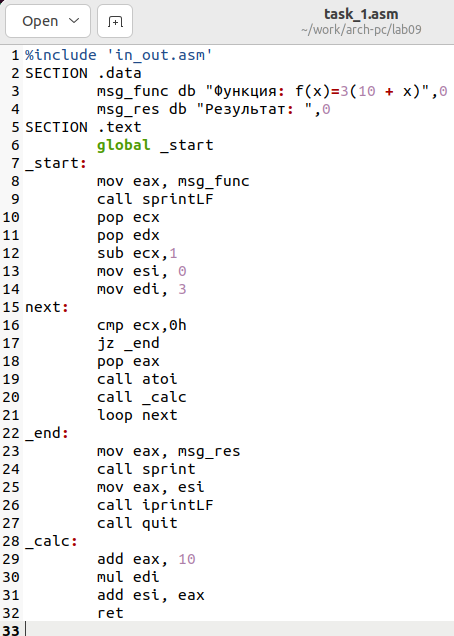 Open
task_1.asm
~/work/arch-pc/lab09
1 %include 'in_out.asm'
2 SECTION .data
3         msg_func db "Функция: f(x)=3(10 + x)",0
4         msg_res db "Результат: ",0
5 SECTION .text
6         global _start
7 _start:
8         mov eax, msg_func
9         call sprintLF
10         pop ecx
11         pop edx
12         sub ecx,1
13         mov esi, 0
14         mov edi, 3
15 next:
16         cmp ecx,0h
17         jz _end
18         pop eax
19         call atoi
20         call _calc
21         loop next
22 _end:
23         mov eax, msg_res
24         call sprint
25         mov eax, esi
26         call iprintLF
27         call quit
28 _calc:
29         add eax, 10
30         mul edi
31         add esi, eax
32         ret
33